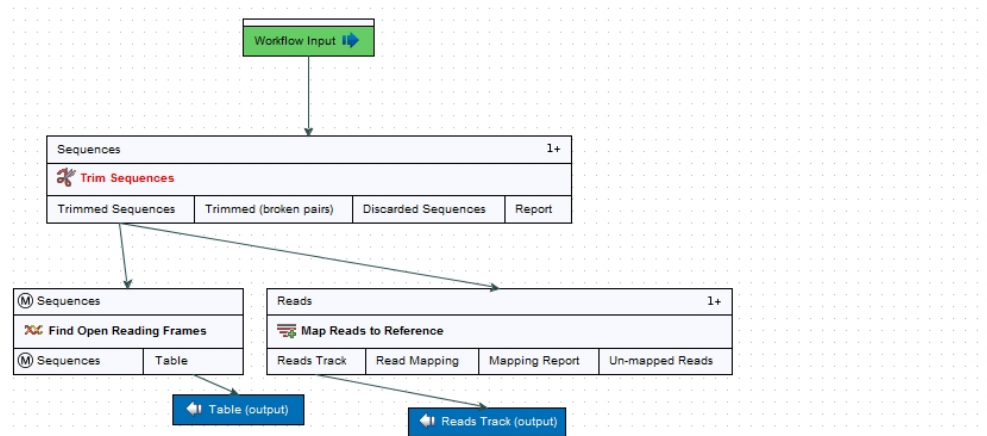 Workflow Input
Sequences 1+
Trim Sequences
Trimmed Sequences Trimmed (broken pairs) Discarded Sequences Report
M Sequences
Find Open Reading Frames
M Sequences Table
Reads 1+
Map Reads to Reference
Reads Track Read Mapping Mapping Report Un-mapped Reads
Table (output)
Reads Track (output)